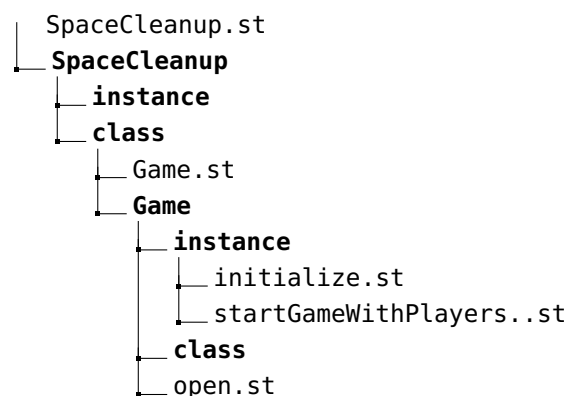 SpaceCleanup.st
SpaceCleanup
instance
class
Game.st
Game
instance
initialize.st
startGameWithPlayers..st
class
open.st